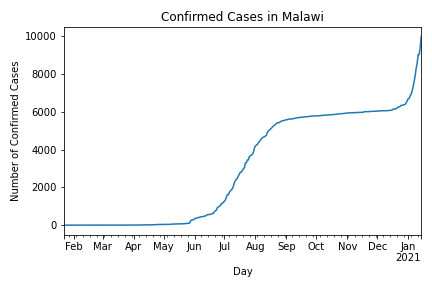 Confirmed Cases in Malawi
Number of Confirmed Cases
10000
8000
6000
4000
2000
0
Feb Mar Apr May Jun Jul Aug Sep Oct Nov Dec Jan
2021
Day